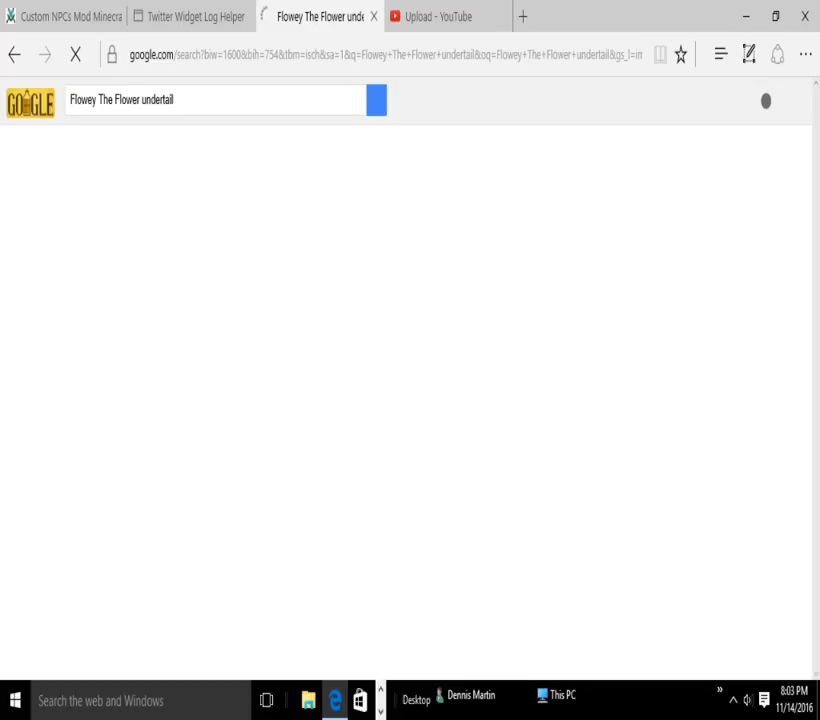 Custom NPCs Mod Minecra
Twitter Widget Log Helper
Flowey The Flower unde
Upload - YouTube
google.com/search?biw=1600&bih=754&tbm=isch&sa=1&q=Flowey+The+Flower+undertail&oq=Flowey+The+Flower+undertail&gs_l=im
GOOGLE
Flowey The Flower undertail
Search the web and Windows
Desktop
Dennis Martin
This PC
8:03 PM
11/14/2016